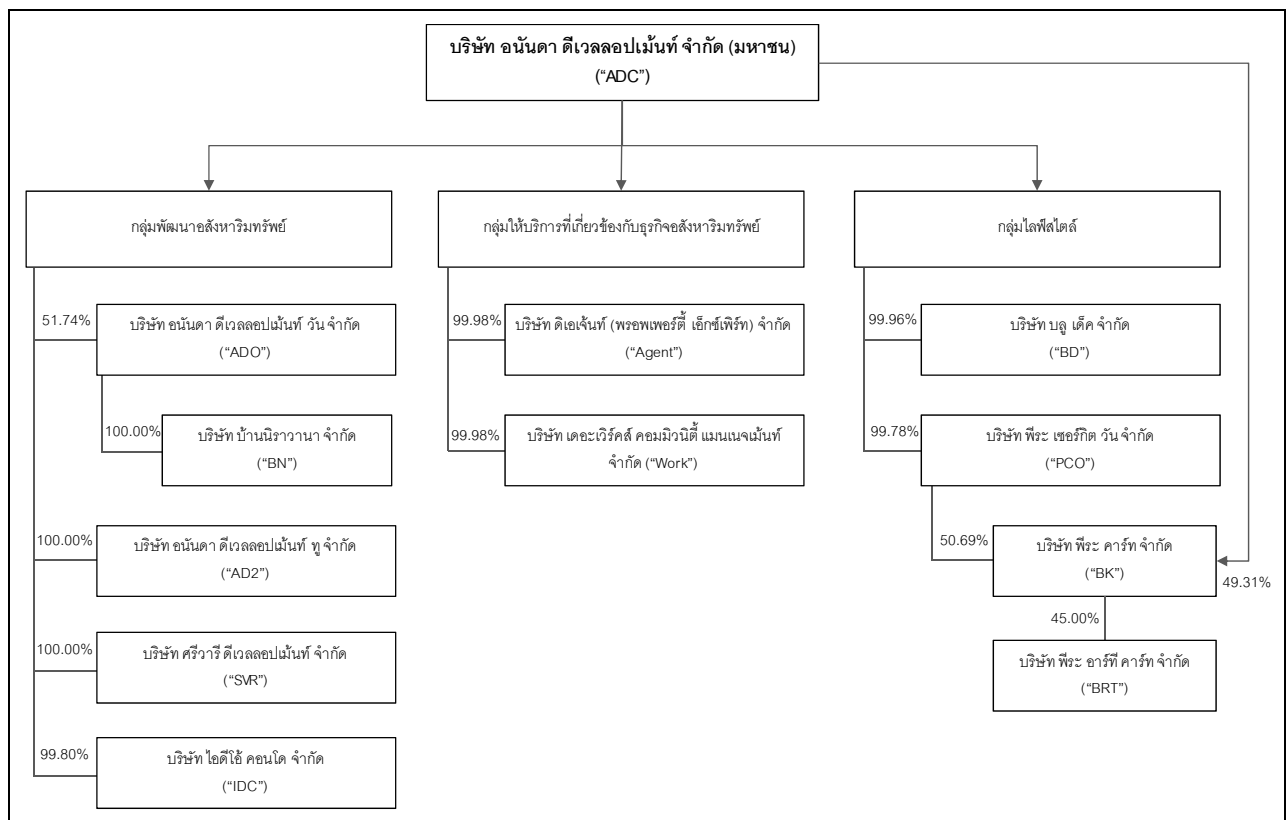 บริษัท อนันดา ดีเวลลอปเม้นท์ จำกัด (มหาชน)
(“ADC”)
กลุ่มพัฒนาอสังหาริมทรัพย์
กลุ่มให้บริการที่เกี่ยวข้องกับธุรกิจอสังหาริมทรัพย์
กลุ่มไลฟ์สไตล์
51.74%
บริษัท อนันดา ดีเวลลอปเม้นท์ วัน จำกัด
(“ADO”)
100.00%
บริษัท บ้านนิราวานา จำกัด
(“BN”)
100.00%
บริษัท อนันดา ดีเวลลอปเม้นท์ ทู จำกัด
(“AD2”)
100.00%
บริษัท ศรีวารี ดีเวลลอปเม้นท์ จำกัด
(“SVR”)
99.80%
บริษัท ไอดีโอ้ คอนโด จำกัด
(“IDC”)
99.98%
บริษัท ดิเอเจ้นท์ (พรอพเพอร์ตี้ เอ็กซ์เพิร์ท) จำกัด
(“Agent”)
99.98%
บริษัท เดอะเวิร์คส์ คอมมิวนิตี้ แมนเนจเม้นท์
จำกัด (“Work”)
99.96%
บริษัท บลู เด็ค จำกัด
(“BD”)
99.78%
บริษัท พีระ เซอร์กิต วัน จำกัด
(“PCO”)
50.69%
บริษัท พีระ คาร์ท จำกัด
(“BK”)
49.31%
45.00%
บริษัท พีระ อาร์ที คาร์ท จำกัด
(“BRT”)